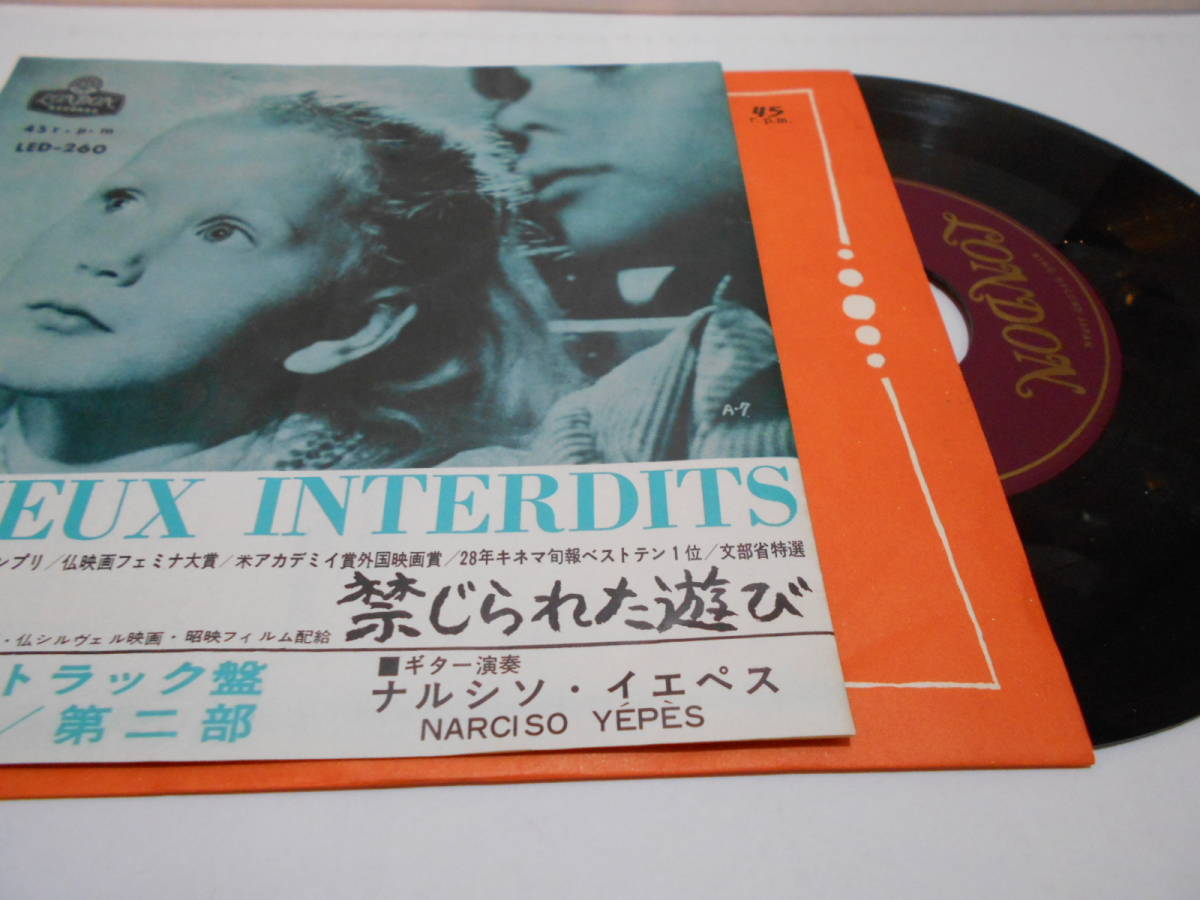 LONDON
RECORDS
45 r.p.m
LED-260
A-7
JEUX INTERDITS
ンプリ/仏映画フェミナ大賞/米アカデミイ賞外国映画賞/28年キネマ旬報ベストテン1位/文部省特選
禁じられた遊び
・仏シルヴェル映画・昭映フィルム配給
トラック盤
/第二部
■ギター演奏
ナルシソ・イエペス
NARCISO YÉPÈS
45
r.p.m.
LONDON